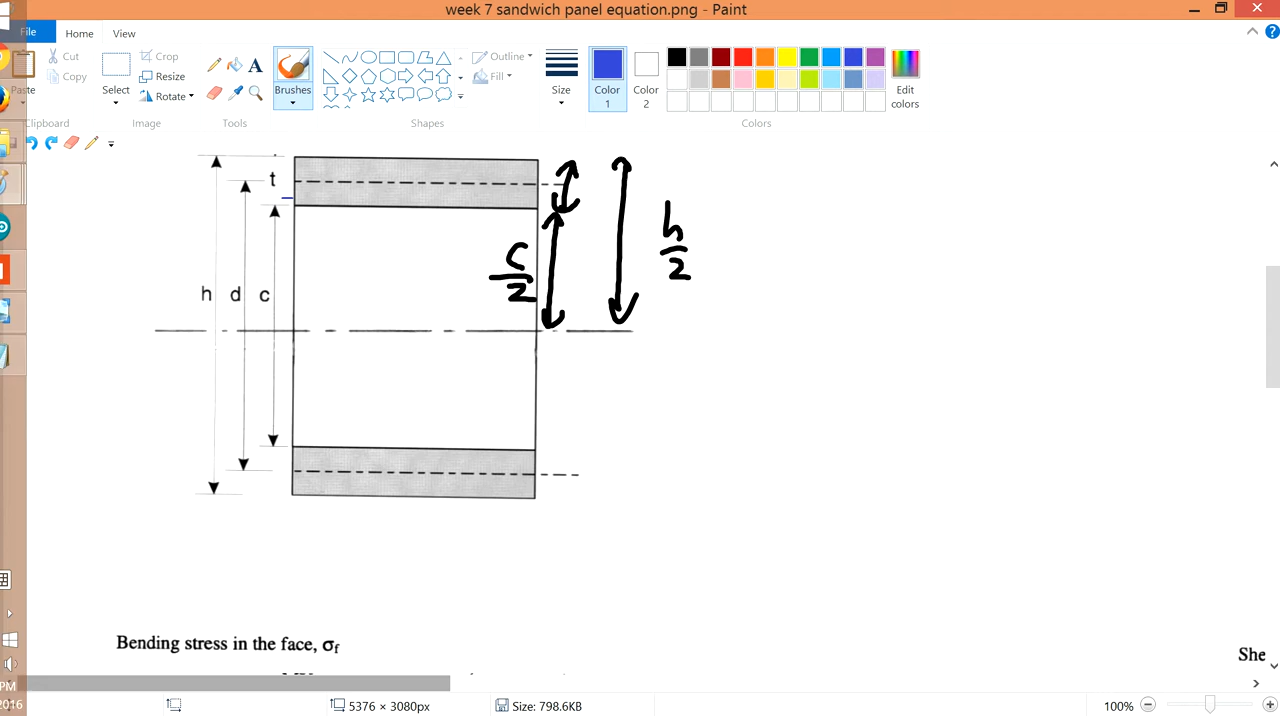 week 7 sandwich panel equation.png - Paint
File Home View
Cut
Copy
Paste
Select
Crop
Resize
Rotate
Brushes
Outline
Fill
Size
Color
1
Color
2
Edit
colors
Clipboard
Image
Tools
Shapes
Colors
t
h d c
c
2
h
2
Bending stress in the face, σf
She
PM
2016
5376 × 3080px
Size: 798.6KB
100%